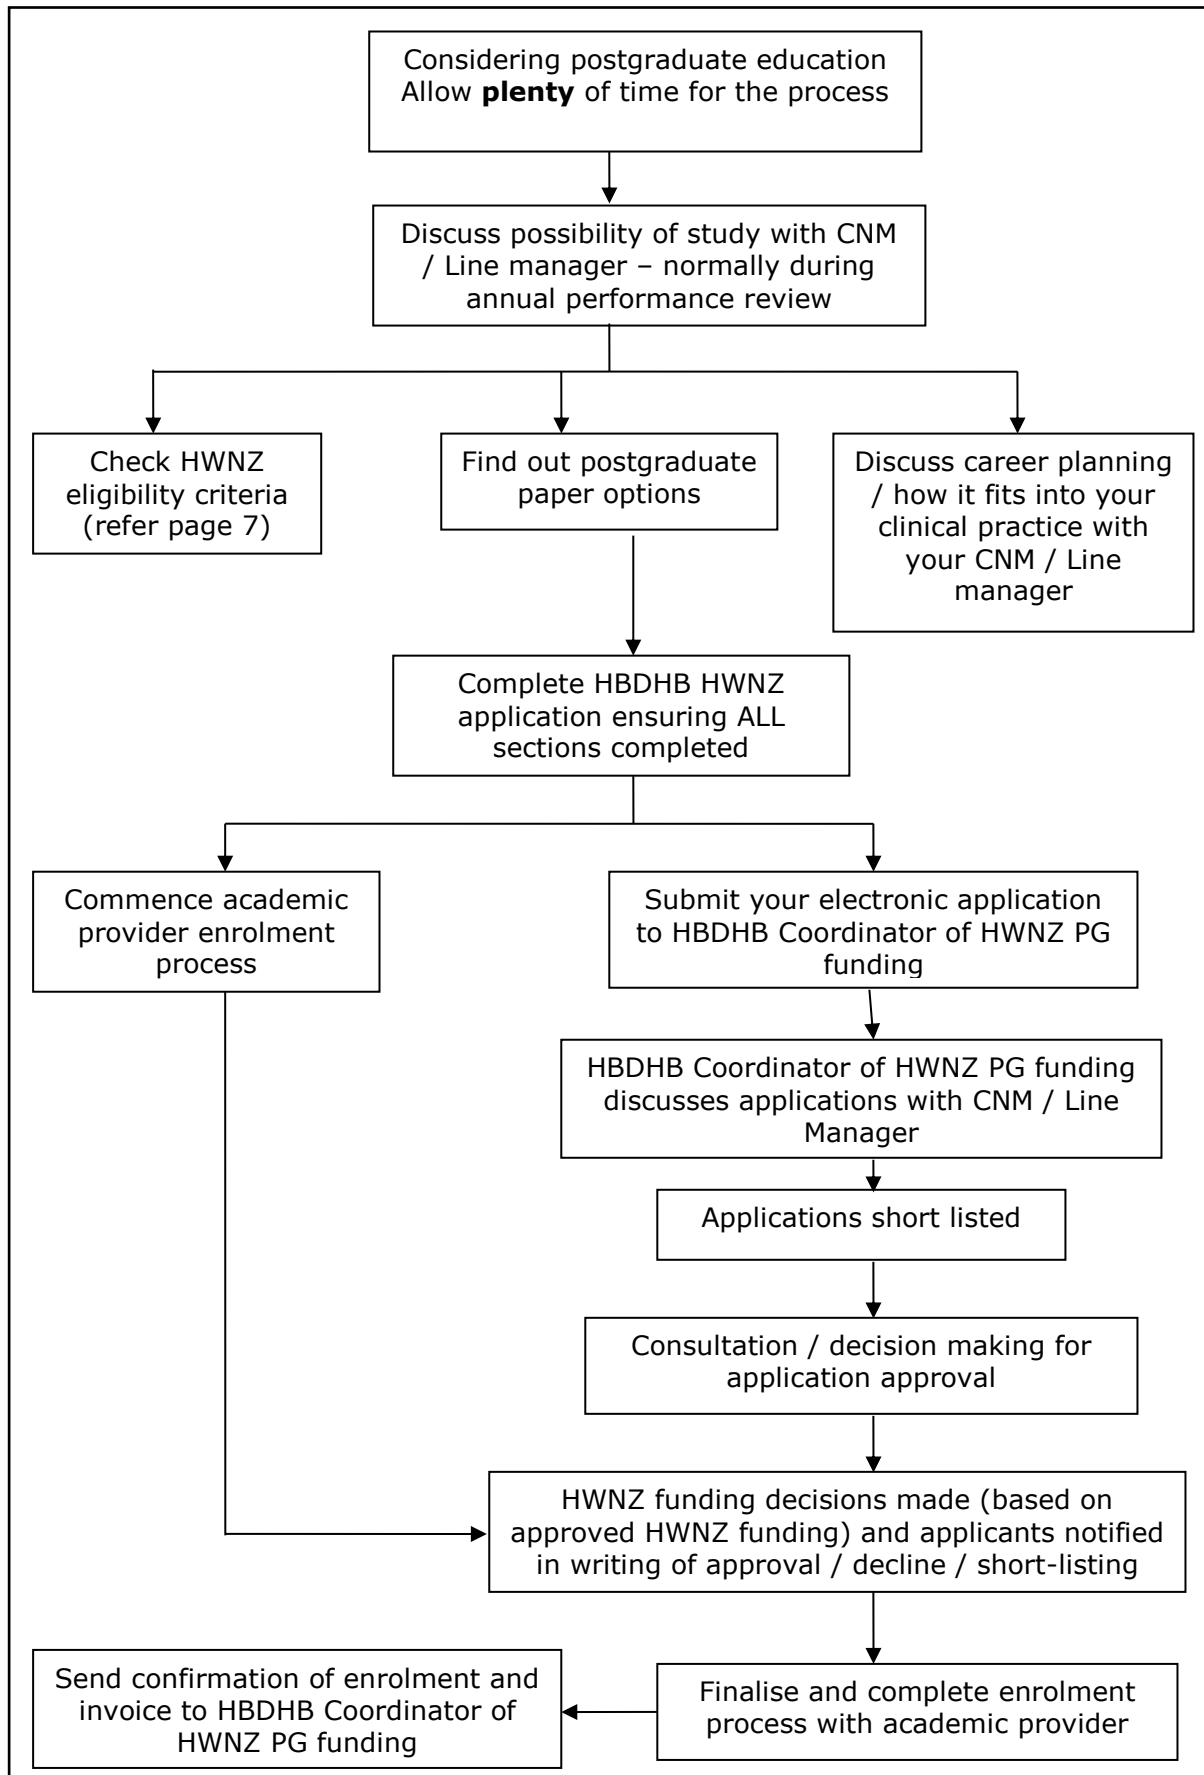 Considering postgraduate education
Allow plenty of time for the process
Discuss possibility of study with CNM
/ Line manager – normally during
annual performance review
Check HWNZ
eligibility criteria
(refer page 7)
Find out postgraduate
paper options
Discuss career planning
/ how it fits into your
clinical practice with
your CNM / Line
manager
Complete HBDHB HWNZ
application ensuring ALL
sections completed
Commence academic
provider enrolment
process
Submit your electronic application
to HBDHB Coordinator of HWNZ PG
funding
HBDHB Coordinator of HWNZ PG funding
discusses applications with CNM / Line
Manager
Applications short listed
Consultation / decision making for
application approval
HWNZ funding decisions made (based on
approved HWNZ funding) and applicants notified
in writing of approval / decline / short-listing
Send confirmation of enrolment and
invoice to HBDHB Coordinator of
HWNZ PG funding
Finalise and complete enrolment
process with academic provider